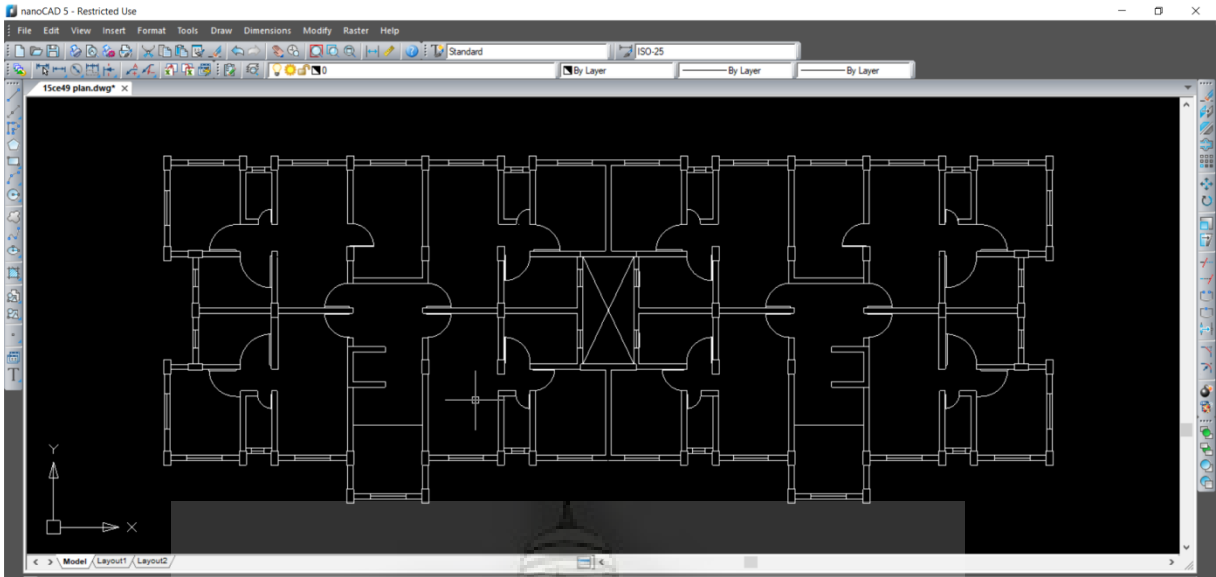 nanoCAD 5 - Restricted Use
File Edit View Insert Format Tools Draw Dimensions Modify Raster Help
Standard ISO-25
0 By Layer By Layer By Layer
15ce49 plan.dwg*
T
Y
X
Model Layout1 Layout2